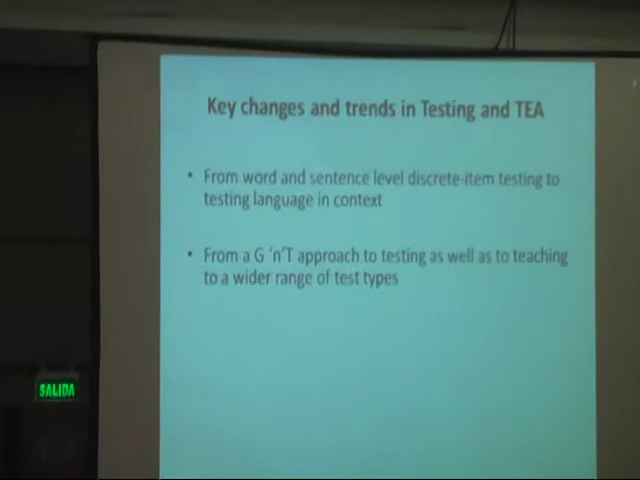 Key changes and trends in Testing and TEA
• From word and sentence level discrete-item testing to
testing language in context
• From a G 'n'T approach to testing as well as to teaching
to a wider range of test types
SALIDA